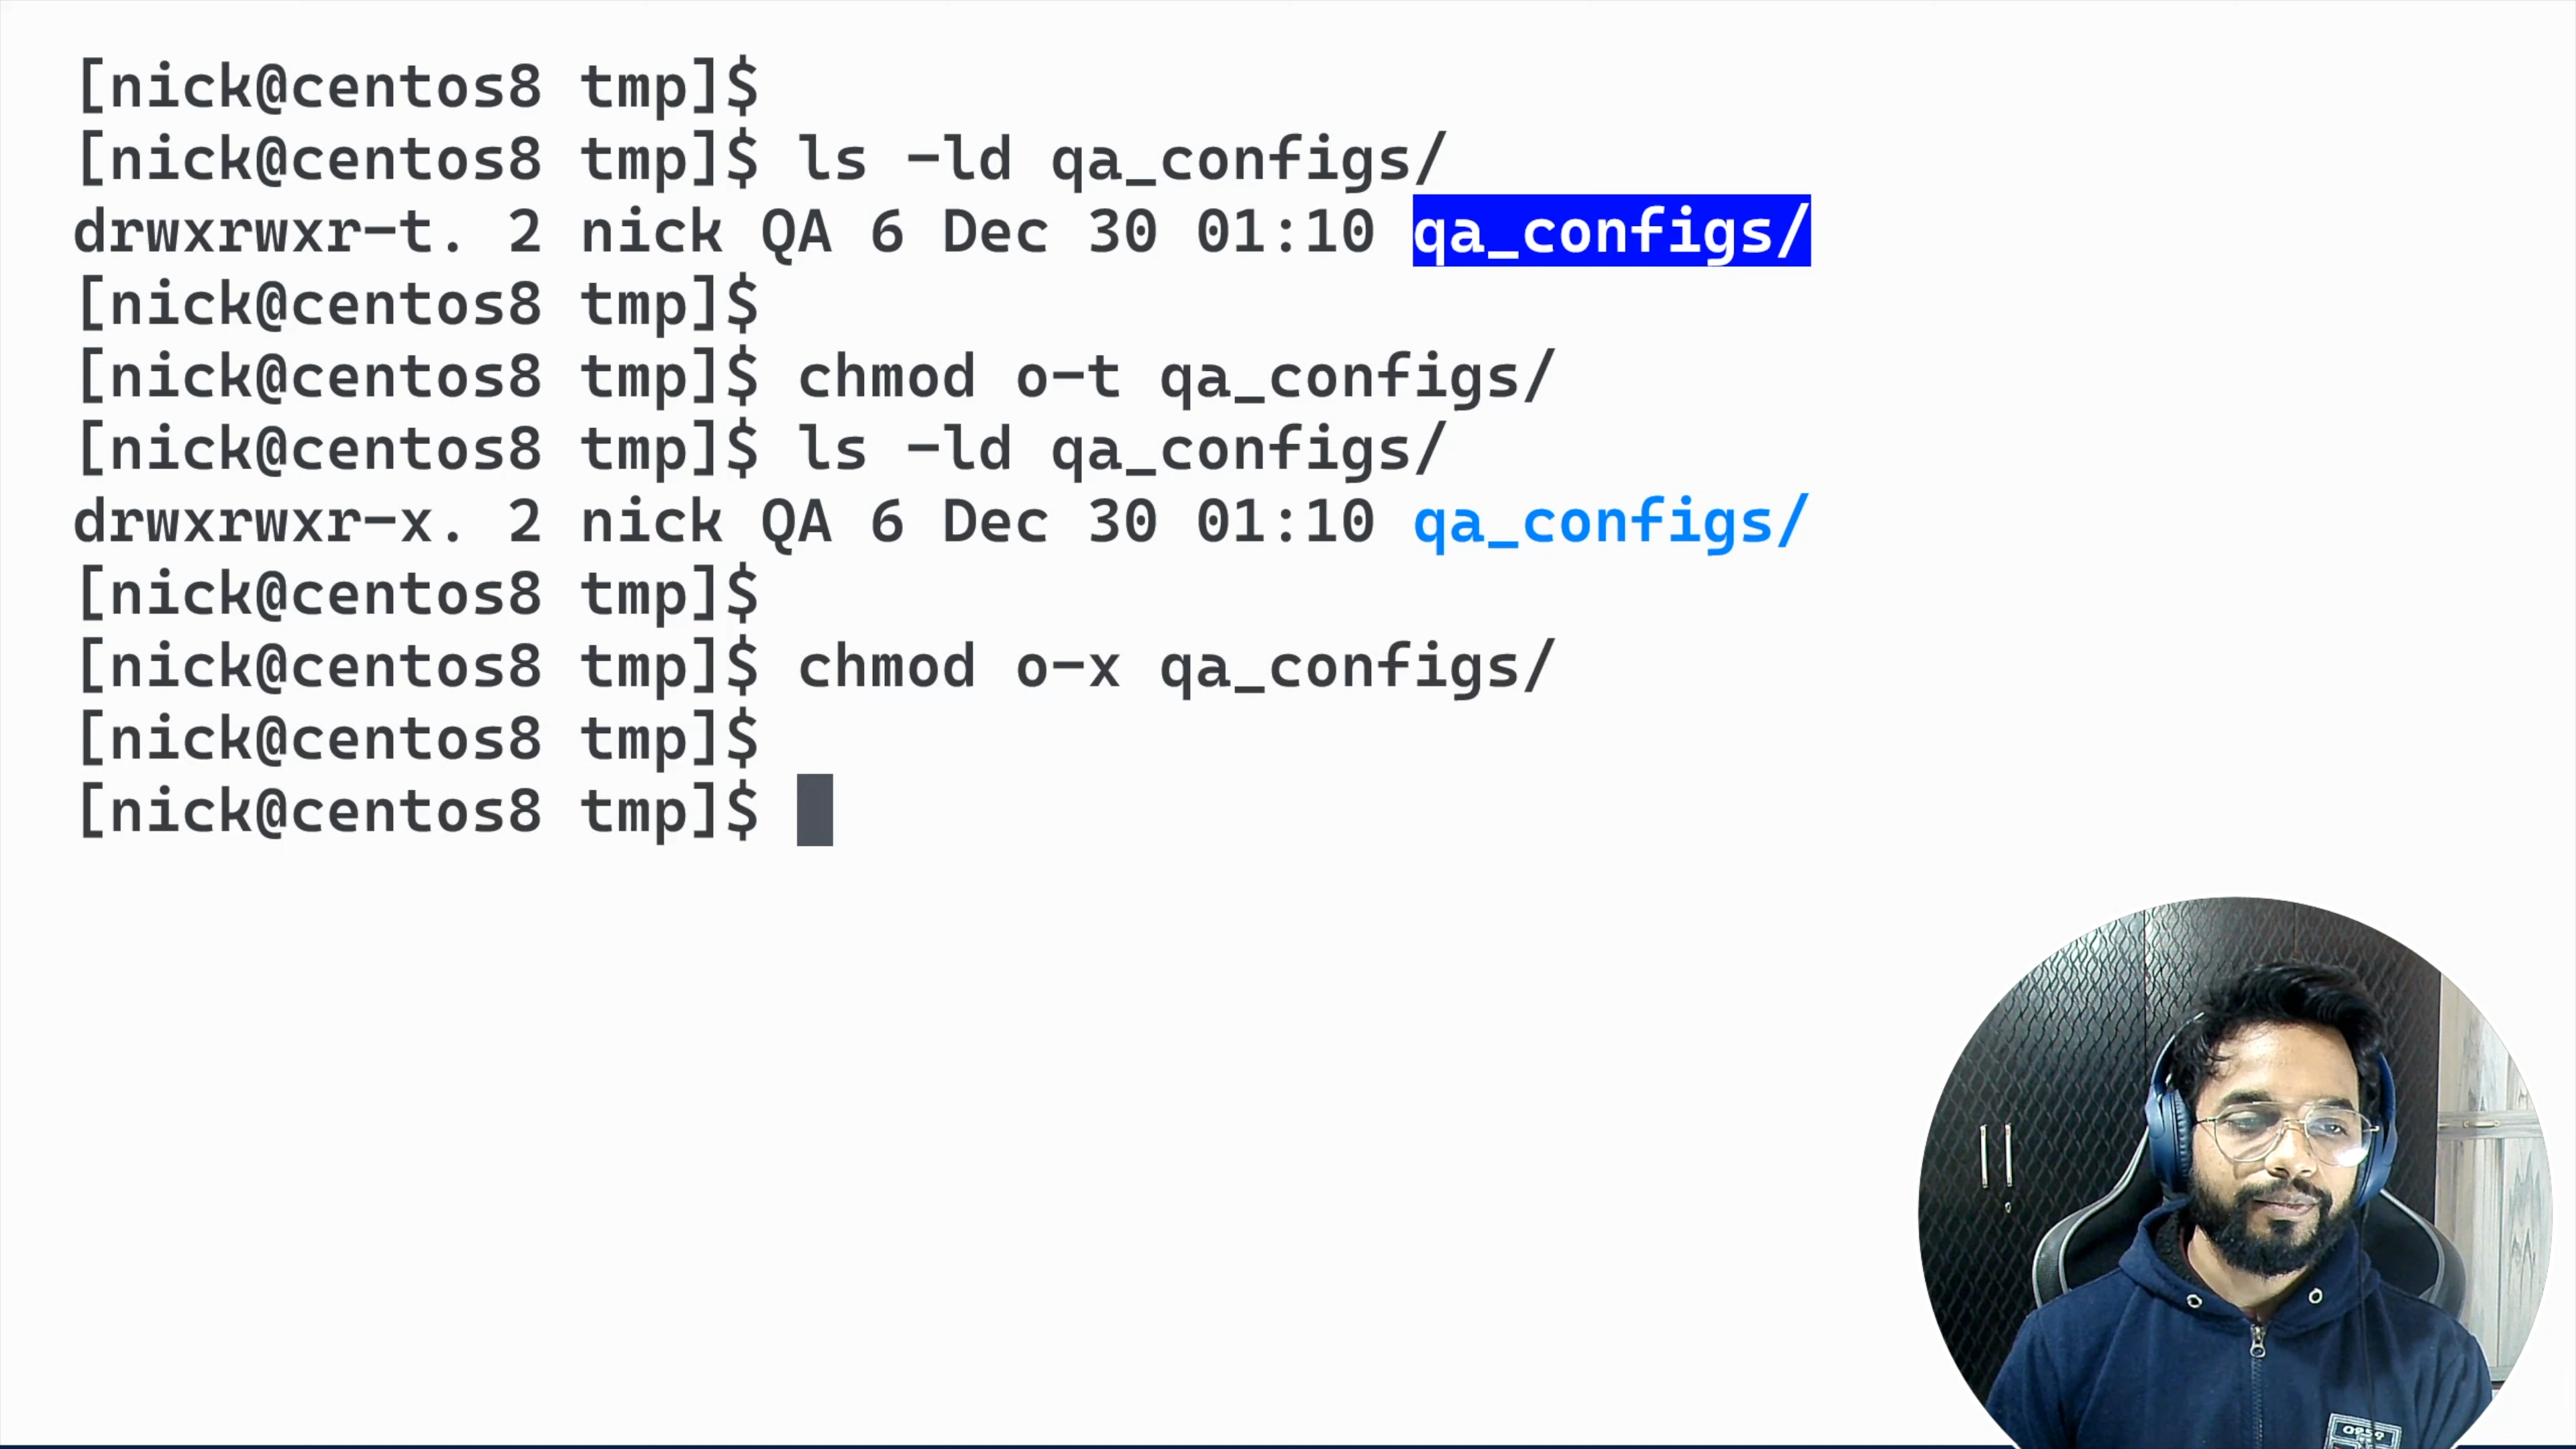 [nick@centos8 tmp]$
[nick@centos8 tmp]$ ls -ld qa_configs/
drwxrwxr-t. 2 nick QA 6 Dec 30 01:10 qa_configs/
[nick@centos8 tmp]$
[nick@centos8 tmp]$ chmod o-t qa_configs/
[nick@centos8 tmp]$ ls -ld qa_configs/
drwxrwxr-x. 2 nick QA 6 Dec 30 01:10 qa_configs/
[nick@centos8 tmp]$
[nick@centos8 tmp]$ chmod o-x qa_configs/
[nick@centos8 tmp]$
[nick@centos8 tmp]$